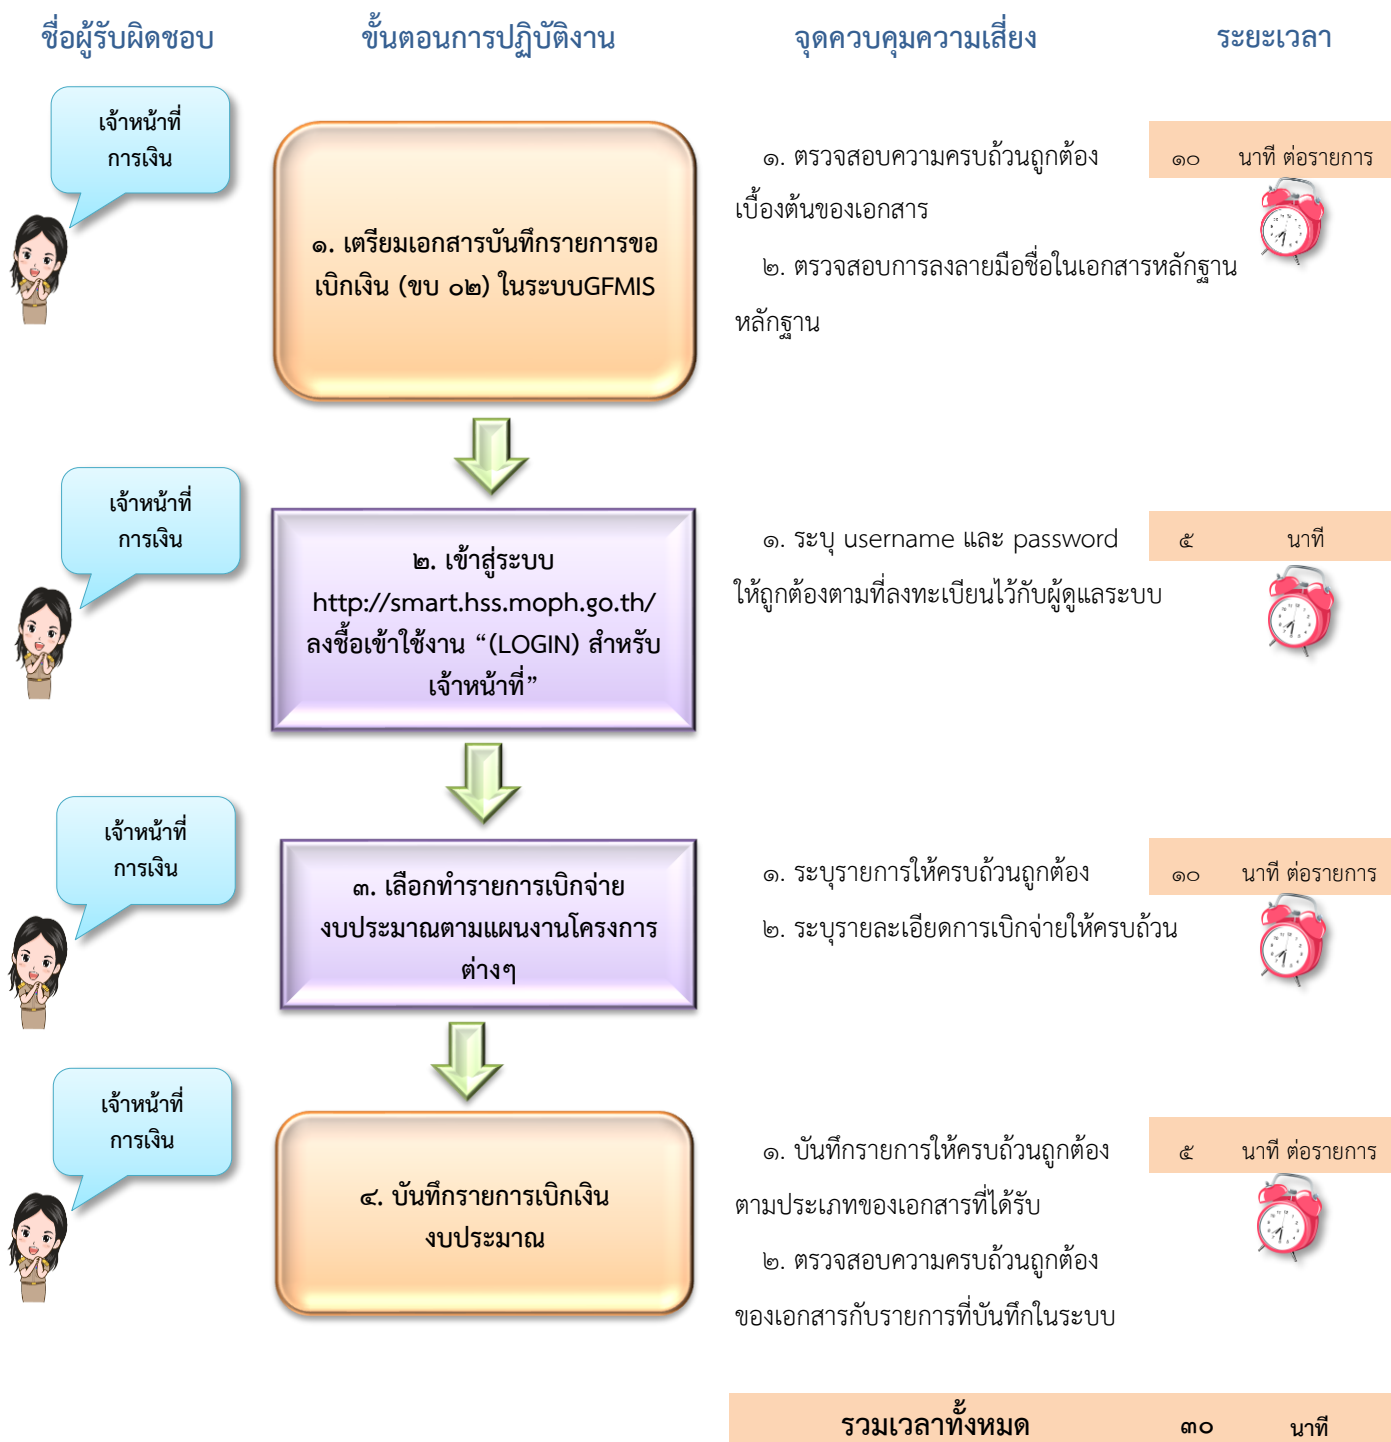 ชื่อผู้รับผิดชอบ ขั้นตอนการปฏิบัติงาน จุดควบคุมความเสี่ยง ระยะเวลา
เจ้าหน้าที่
การเงิน
๑. เตรียมเอกสารบันทึกรายการขอ
เบิกเงิน (ขบ ๐๒) ในระบบGFMIS
๑. ตรวจสอบความครบถ้วนถูกต้อง
เบื้องต้นของเอกสาร
๒. ตรวจสอบการลงลายมือชื่อในเอกสารหลักฐาน
หลักฐาน
๑๐ นาที ต่อรายการ
เจ้าหน้าที่
การเงิน
๒. เข้าสู่ระบบ
http://smart.hss.moph.go.th/
ลงชื้อเข้าใช้งาน “(LOGIN) สำหรับ
เจ้าหน้าที่”
๑. ระบุ username และ password
ให้ถูกต้องตามที่ลงทะเบียนไว้กับผู้ดูแลระบบ
๕ นาที
เจ้าหน้าที่
การเงิน
๓. เลือกทำรายการเบิกจ่าย
งบประมาณตามแผนงานโครงการ
ต่างๆ
๑. ระบุรายการให้ครบถ้วนถูกต้อง
๒. ระบุรายละเอียดการเบิกจ่ายให้ครบถ้วน
๑๐ นาที ต่อรายการ
เจ้าหน้าที่
การเงิน
๔. บันทึกรายการเบิกเงิน
งบประมาณ
๑. บันทึกรายการให้ครบถ้วนถูกต้อง
ตามประเภทของเอกสารที่ได้รับ
๒. ตรวจสอบความครบถ้วนถูกต้อง
ของเอกสารกับรายการที่บันทึกในระบบ
๕ นาที ต่อรายการ
รวมเวลาทั้งหมด ๓๐ นาที